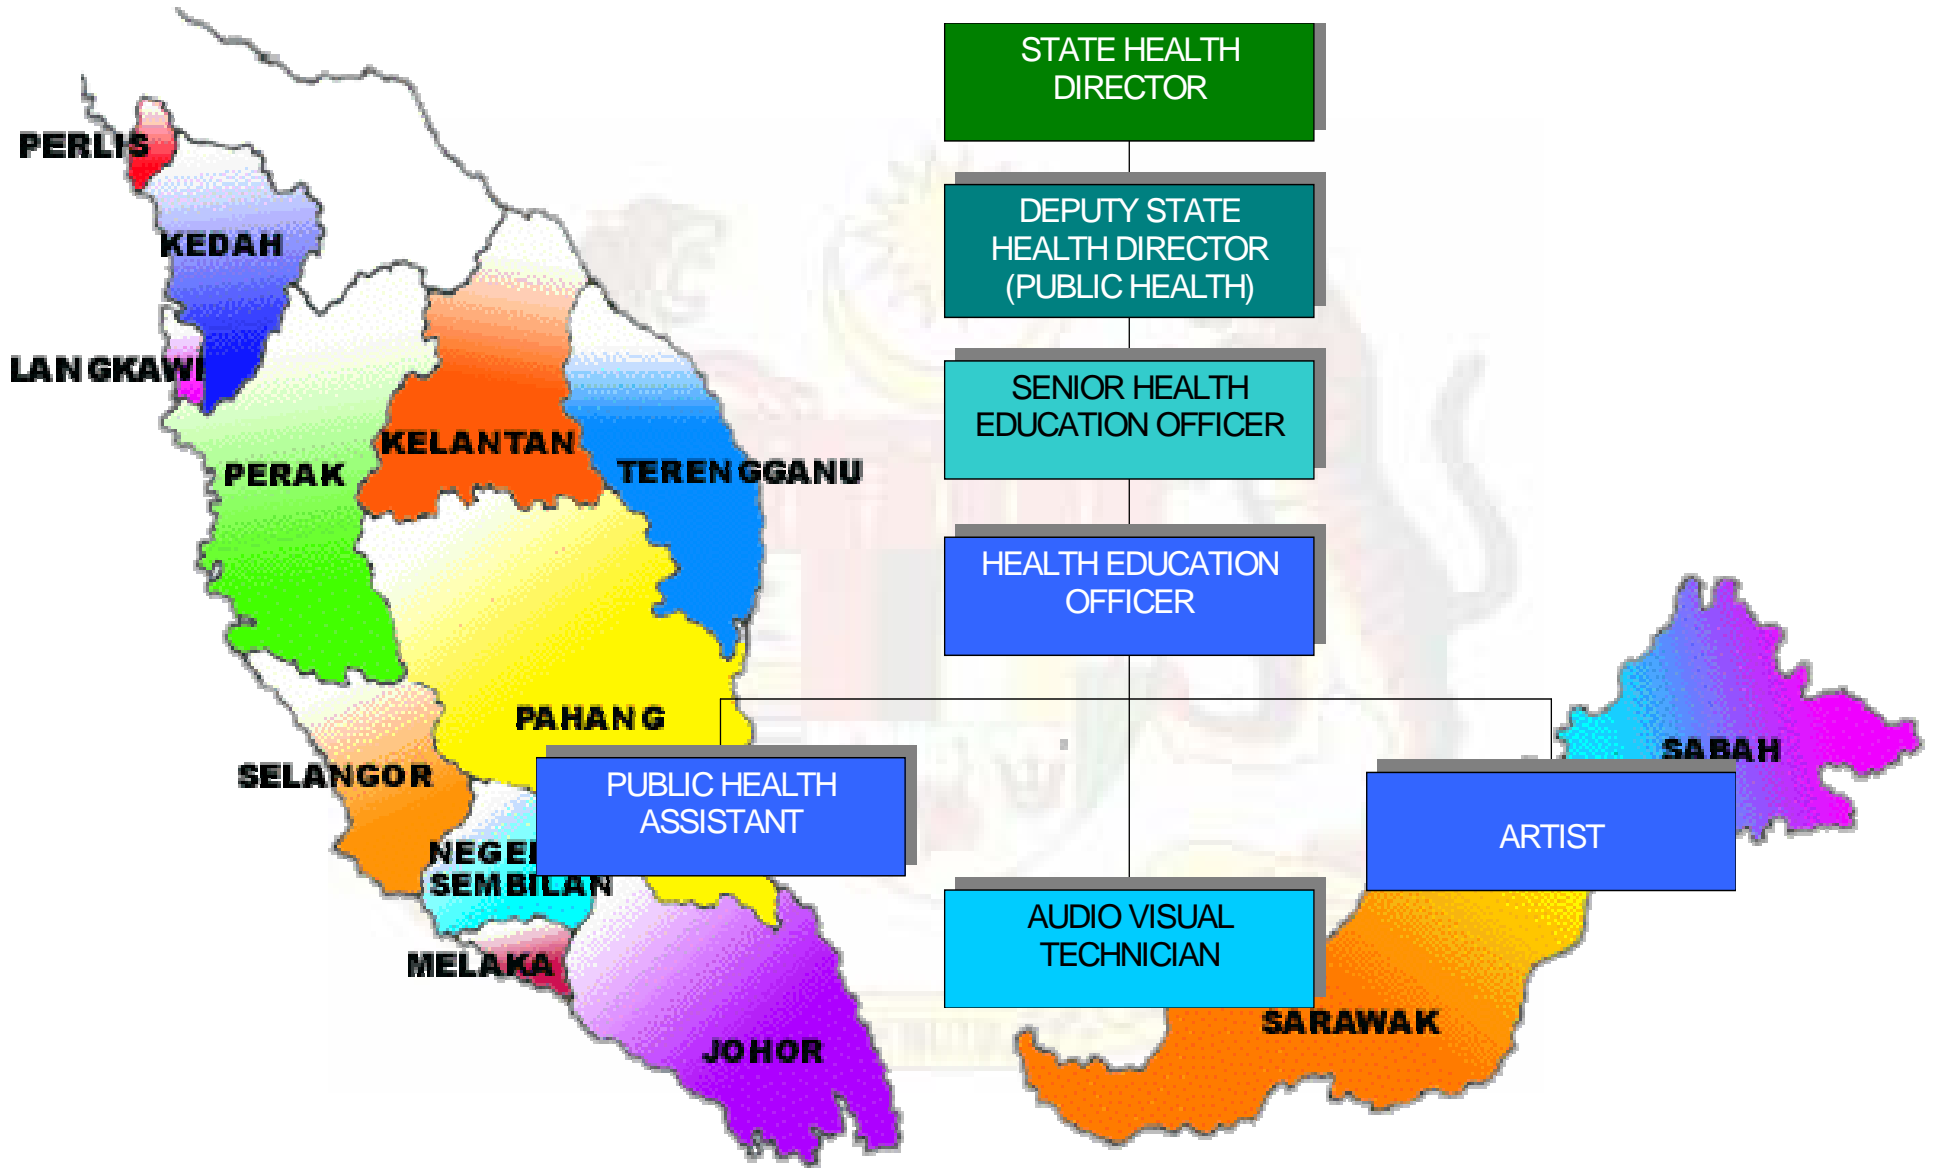 STATE HEALTH
DIRECTOR
DEPUTY STATE
HEALTH DIRECTOR
(PUBLIC HEALTH)
SENIOR HEALTH
EDUCATION OFFICER
HEALTH EDUCATION
OFFICER
PUBLIC HEALTH
ASSISTANT
ARTIST
AUDIO VISUAL
TECHNICIAN
PERLIS
KEDAH
LANGKAWI
PERAK
KELANTAN
TERENGGANU
PAHANG
SELANGOR
SEMBILAN
MELAKA
JOHOR
SABAH
SARAWAK